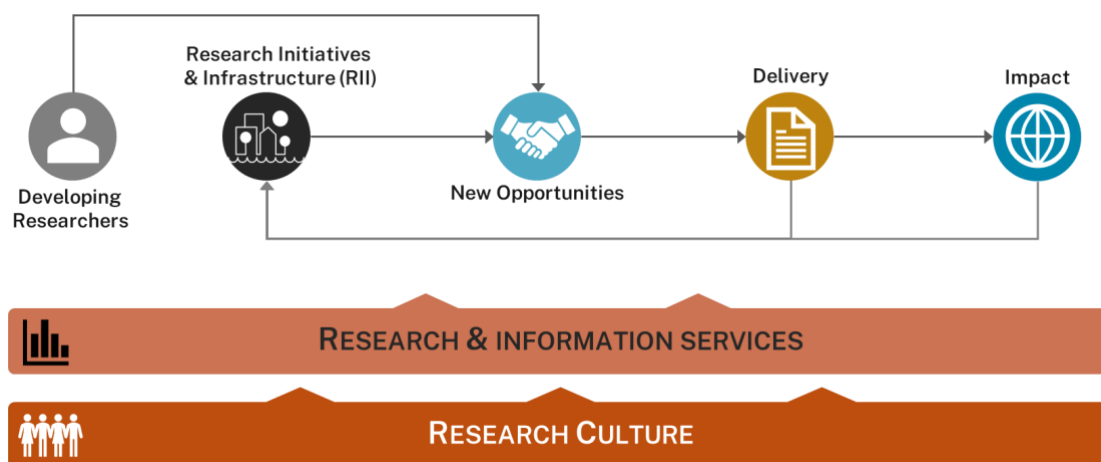 Research Initiatives
& Infrastructure (RII)
Delivery
Impact
Developing
Researchers
New Opportunities
RESEARCH & INFORMATION SERVICES
RESEARCH CULTURE